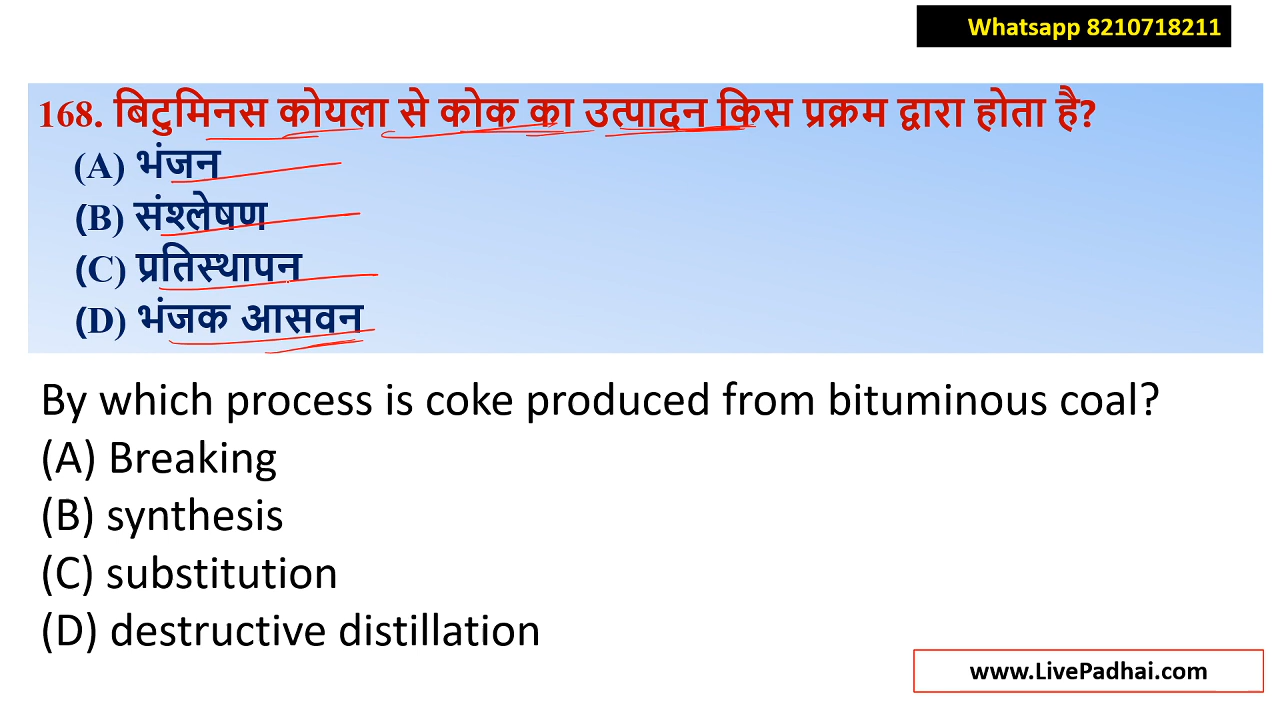 Whatsapp 8210718211
168. बिटुमिनस कोयला से कोक का उत्पादन किस प्रक्रम द्वारा होता है?
(A) भंजन
(B) संश्लेषण
(C) प्रतिस्थापन
(D) भंजक आसवन
By which process is coke produced from bituminous coal?
(A) Breaking
(B) synthesis
(C) substitution
(D) destructive distillation
www.LivePadhai.com